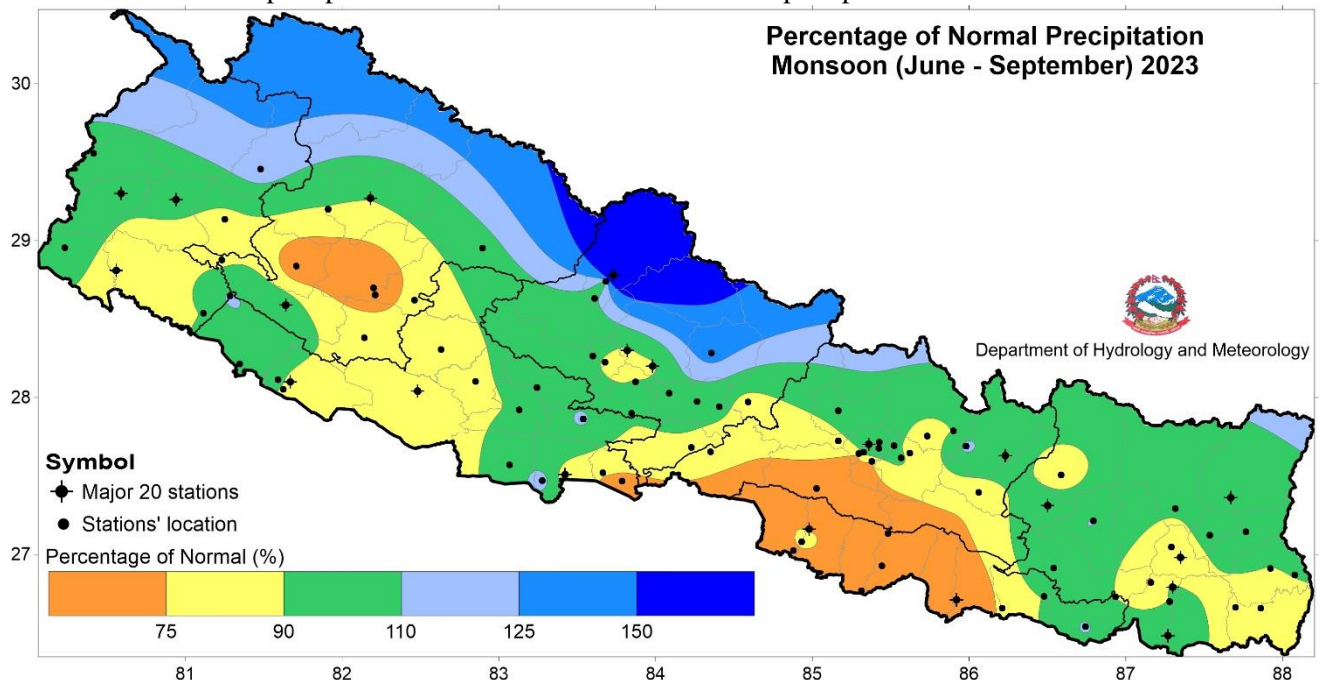 Percentage of Normal Precipitation
Monsoon (June - September) 2023
30
29
28
27
Department of Hydrology and Meteorology
Symbol
Major 20 stations
Stations' location
Percentage of Normal (%)
75 90 110 125 150
81 82 83 84 85 86 87 88